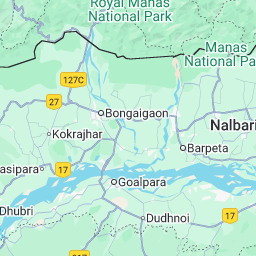 Royal Manas
National Park
Manas
National Park
127C
27
Bongaigaon
Kokrajhar
Nalbari
Barpeta
asipara
17
17
Goalpara
Dhubri
Dudhnoi
17